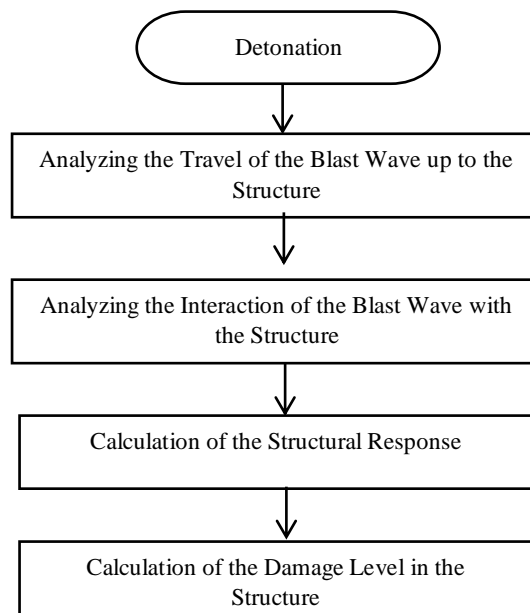 Detonation
Analyzing the Travel of the Blast Wave up to the
Structure
Analyzing the Interaction of the Blast Wave with
the Structure
Calculation of the Structural Response
Calculation of the Damage Level in the
Structure